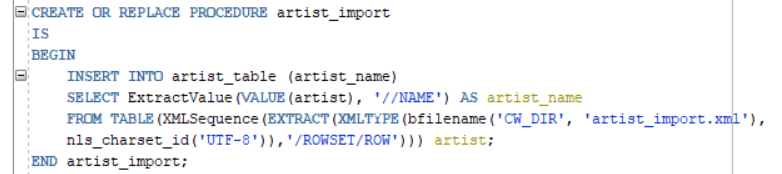 CREATE OR REPLACE PROCEDURE artist_import
IS
BEGIN
INSERT INTO artist_table (artist_name)
SELECT ExtractValue(VALUE(artist), '//NAME') AS artist_name
FROM TABLE(XMLSequence(EXTRACT(XMLTYPE(bfilename('CW_DIR', 'artist_import.xml'),
nls_charset_id('UTF-8')),'/ROWSET/ROW'))) artist;
END artist_import;